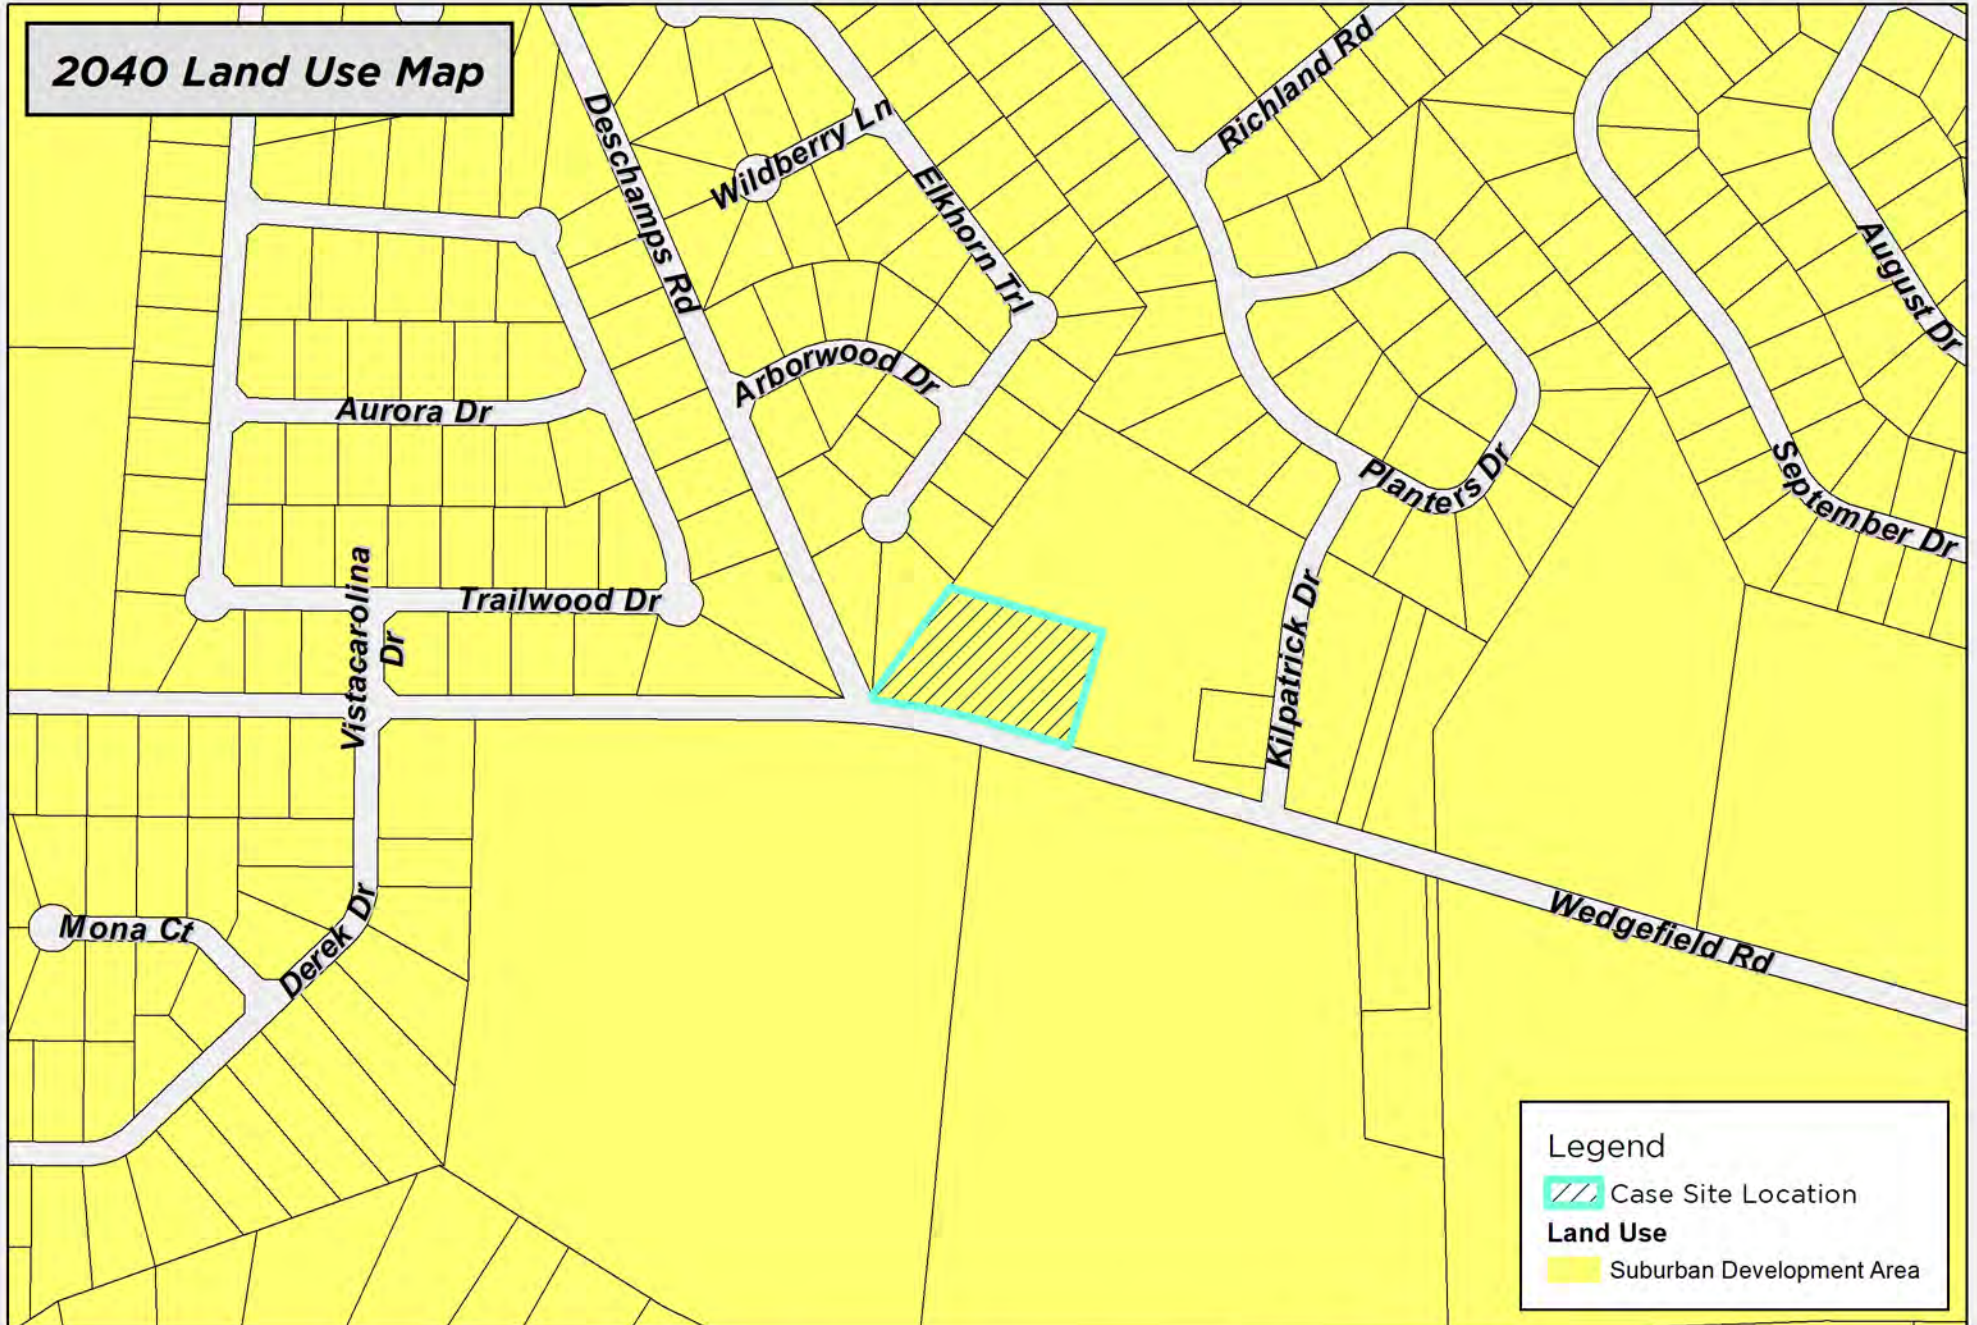 2040 Land Use Map
Deschamps Rd
Wildberry Ln
Elkhorn Trl
Richland Rd
August Dr
Arborwood Dr
Aurora Dr
Planters Dr
September Dr
Vistacarolina
Dr
Trailwood Dr
Kilpatrick Dr
Mona Ct
Derek Dr
Wedgefield Rd
Legend
Case Site Location
Land Use
Suburban Development Area